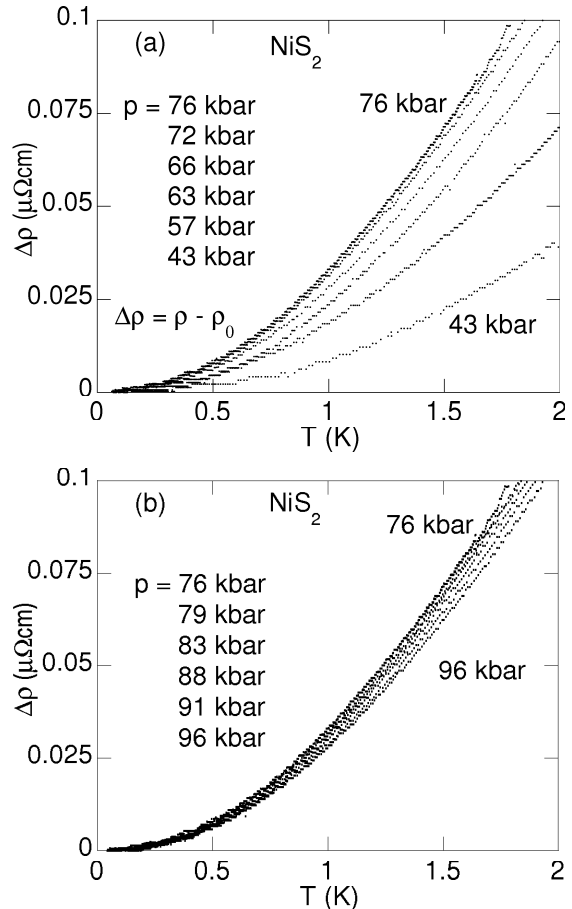 0.1
(a)
NiS2
p = 76 kbar
76 kbar
0.075
72 kbar
66 kbar
63 kbar
0.05
57 kbar
43 kbar
Δρ (μΩcm)
0.025
Δρ = ρ - ρ0
43 kbar
0
0 0.5 1 1.5 2
T (K)
0.1
(b)
NiS2
76 kbar
0.075
p = 76 kbar
79 kbar
83 kbar
0.05
88 kbar
96 kbar
91 kbar
96 kbar
Δρ (μΩcm)
0.025
0
0 0.5 1 1.5 2
T (K)